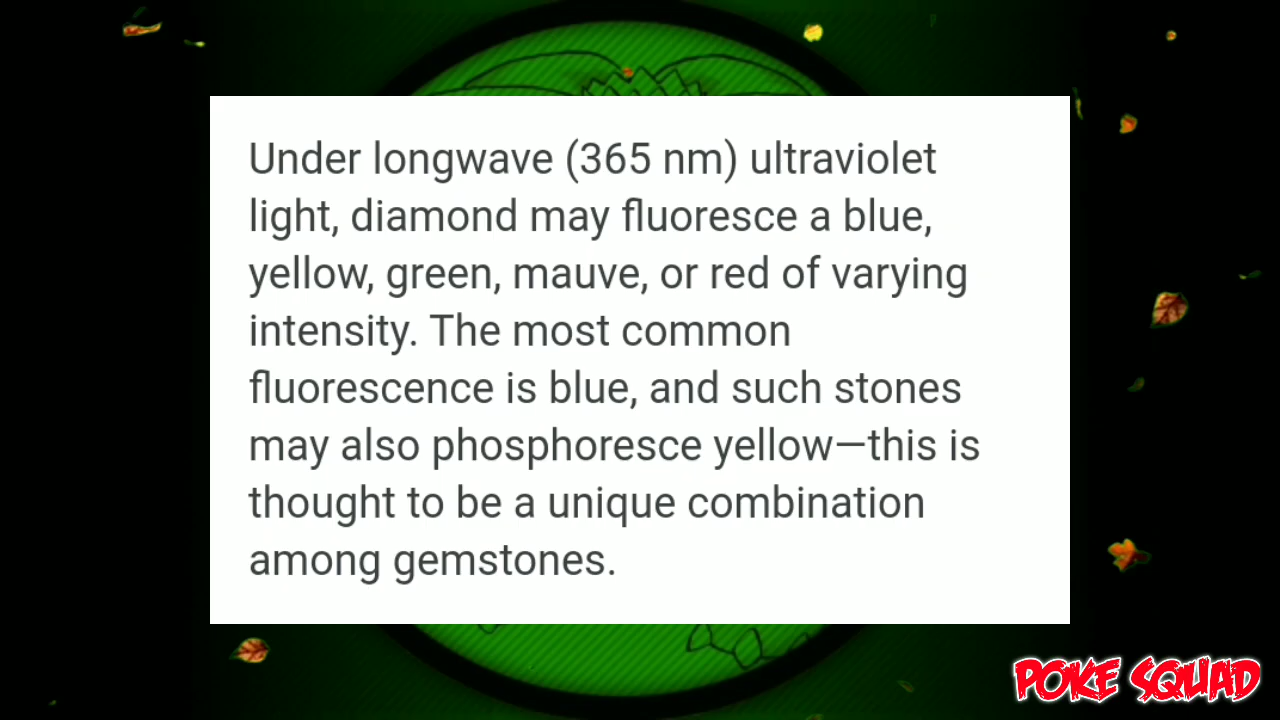 Under longwave (365 nm) ultraviolet
light, diamond may fluoresce a blue,
yellow, green, mauve, or red of varying
intensity. The most common
fluorescence is blue, and such stones
may also phosphoresce yellow—this is
thought to be a unique combination
among gemstones.
POKE SQUAD